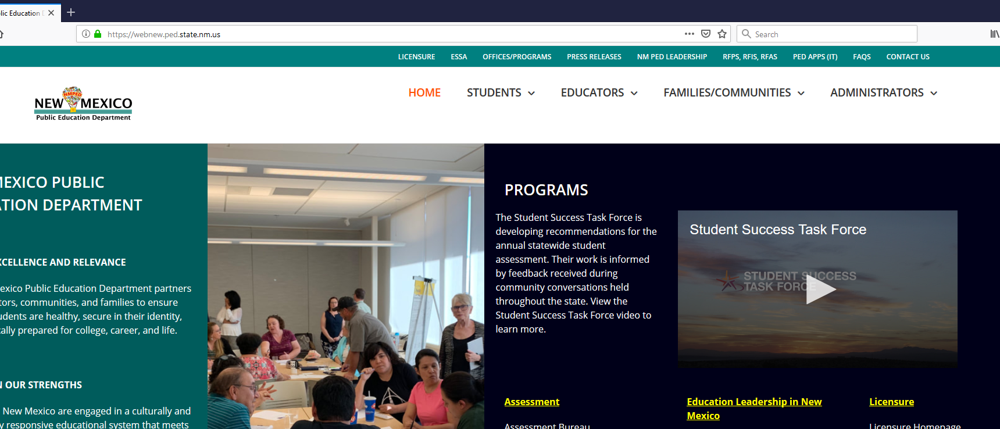 lic Education
https://webnew.ped.state.nm.us
Search
LICENSURE ESSA OFFICES/PROGRAMS PRESS RELEASES NM PED LEADERSHIP RFPS, RFIS, RFAS PED APPS (IT) FAQS CONTACT US
NMPED
NEW MEXICO
Public Education Department
HOME STUDENTS EDUCATORS FAMILIES/COMMUNITIES ADMINISTRATORS
MEXICO PUBLIC
ATION DEPARTMENT
XCELLENCE AND RELEVANCE
exico Public Education Department partners
tors, communities, and families to ensure
udents are healthy, secure in their identity,
cally prepared for college, career, and life.
N OUR STRENGTHS
New Mexico are engaged in a culturally and
y responsive educational system that meets
PROGRAMS
The Student Success Task Force is
developing recommendations for the
annual statewide student
assessment. Their work is informed
by feedback received during
community conversations held
throughout the state. View the
Student Success Task Force video to
learn more.
Student Success Task Force
STUDENT SUCCESS
TASK FORCE
Assessment
Assessment Bureau
Education Leadership in New
Mexico
Licensure
Licensure Homepage